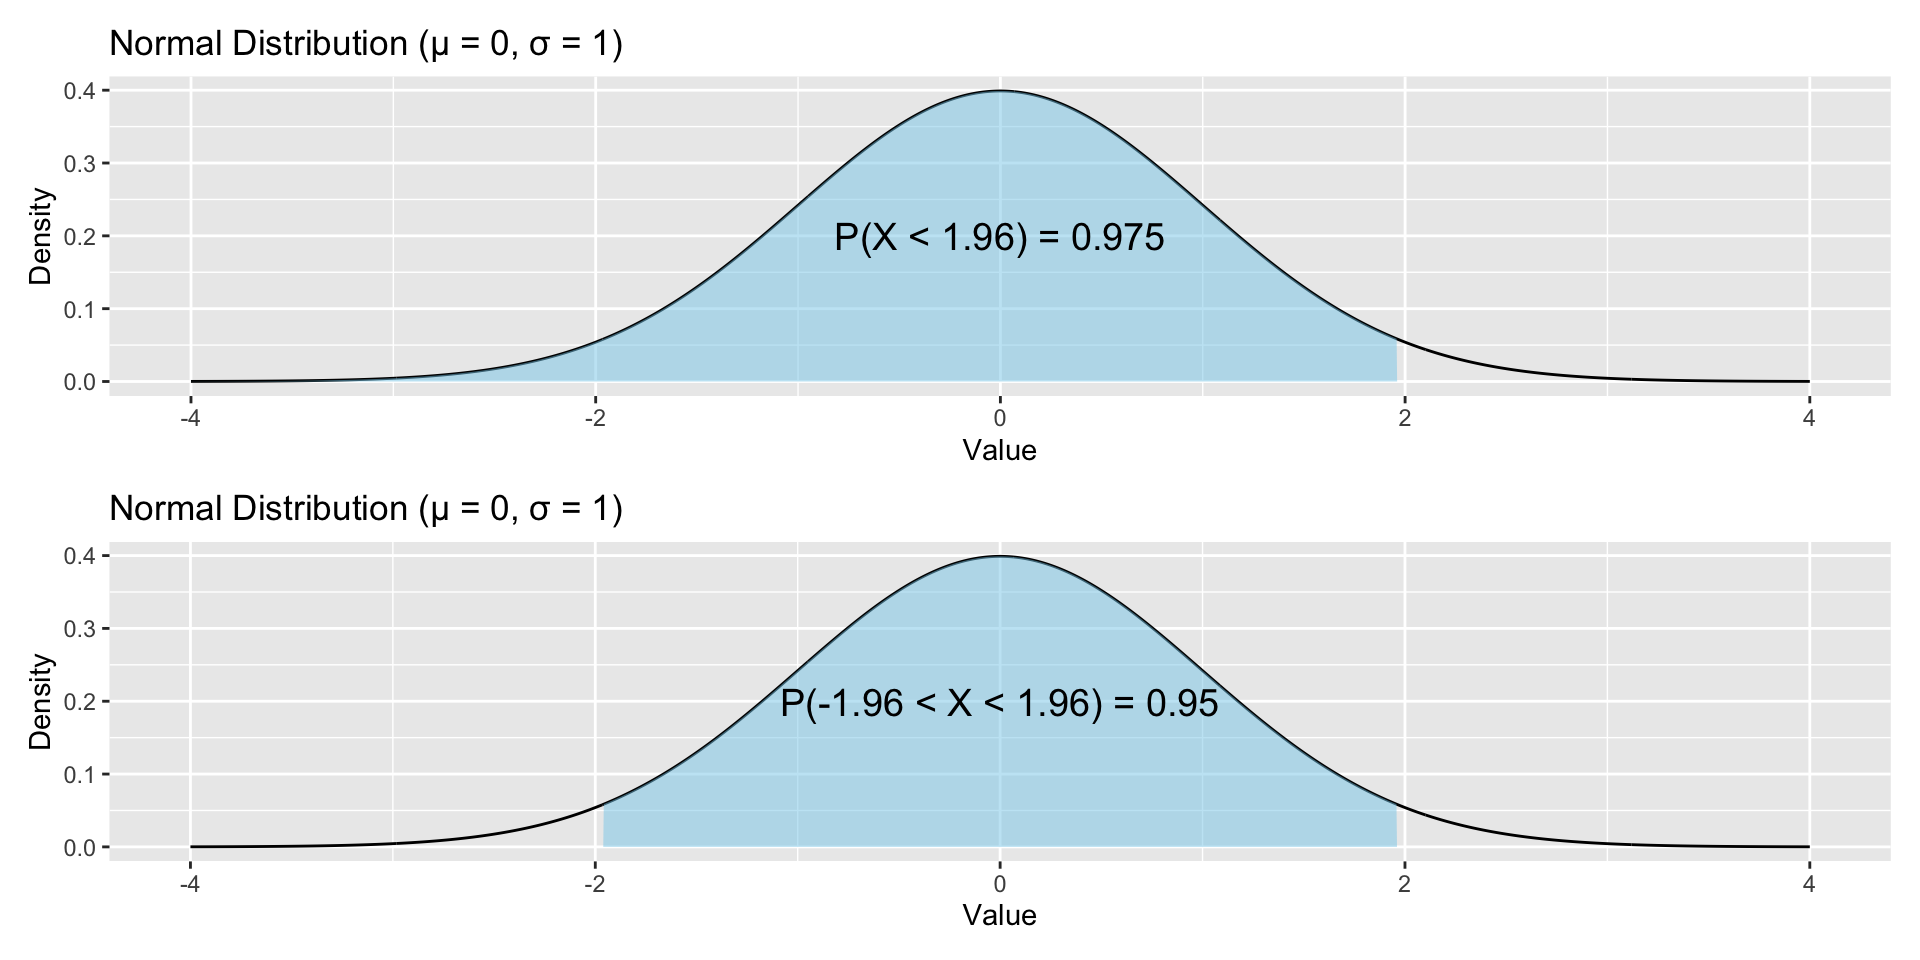 Normal Distribution (μ = 0, σ = 1)
0.4
0.3
0.2
0.1
0.0
Density
P(X < 1.96) = 0.975
-4
-2
0
2
4
Value
Normal Distribution (μ = 0, σ = 1)
0.4
0.3
0.2
0.1
0.0
Density
P(-1.96 < X < 1.96) = 0.95
-4
-2
0
2
4
Value